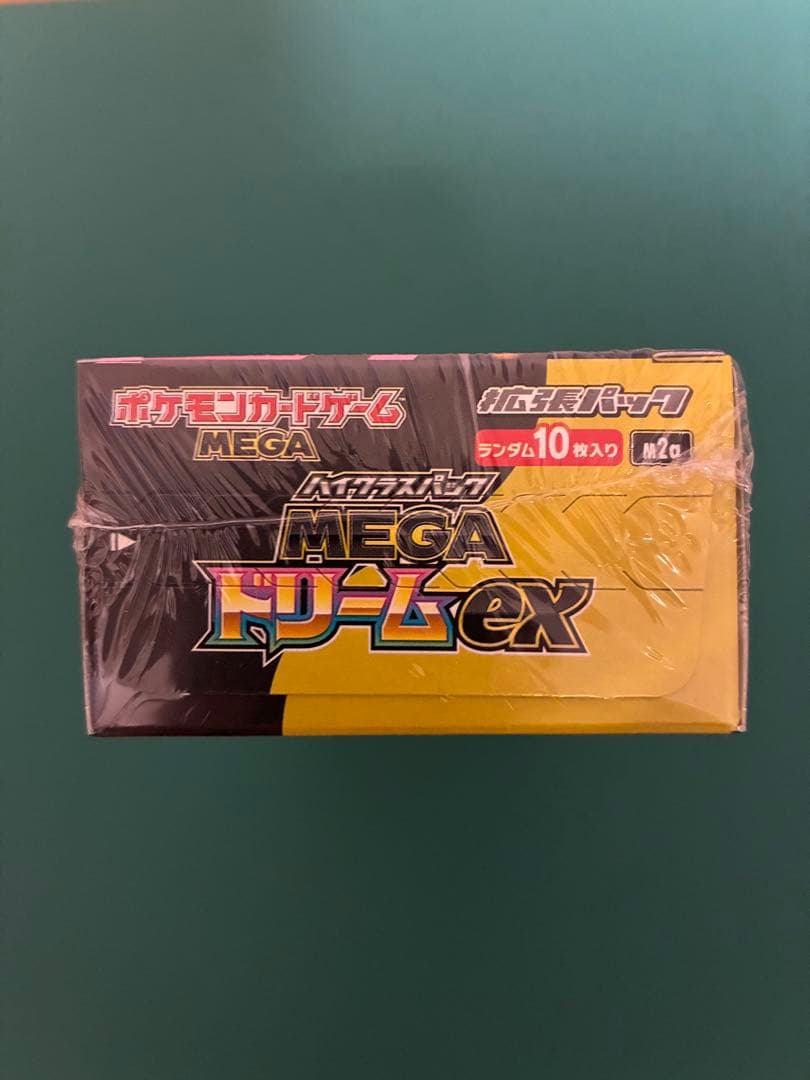 ポケモンカードゲーム
MEGA
拡張パック
ランダム10枚入り M2a
ハイクラスパック
MEGA
ドリームex